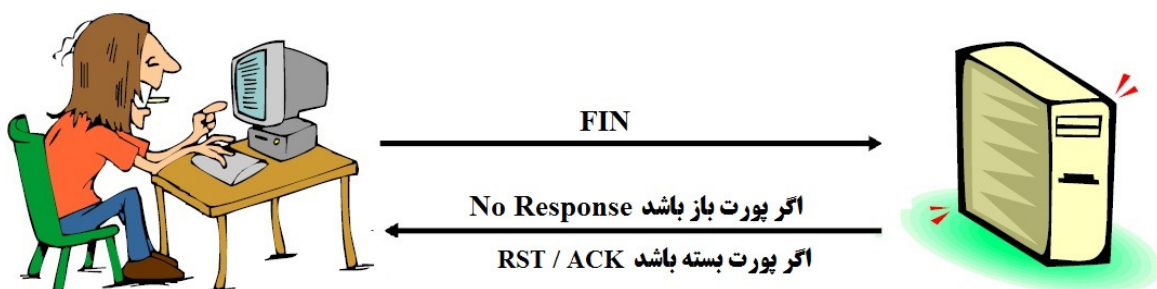 FIN
اگر پورت باز باشد No Response
اگر پورت بسته باشد RST / ACK